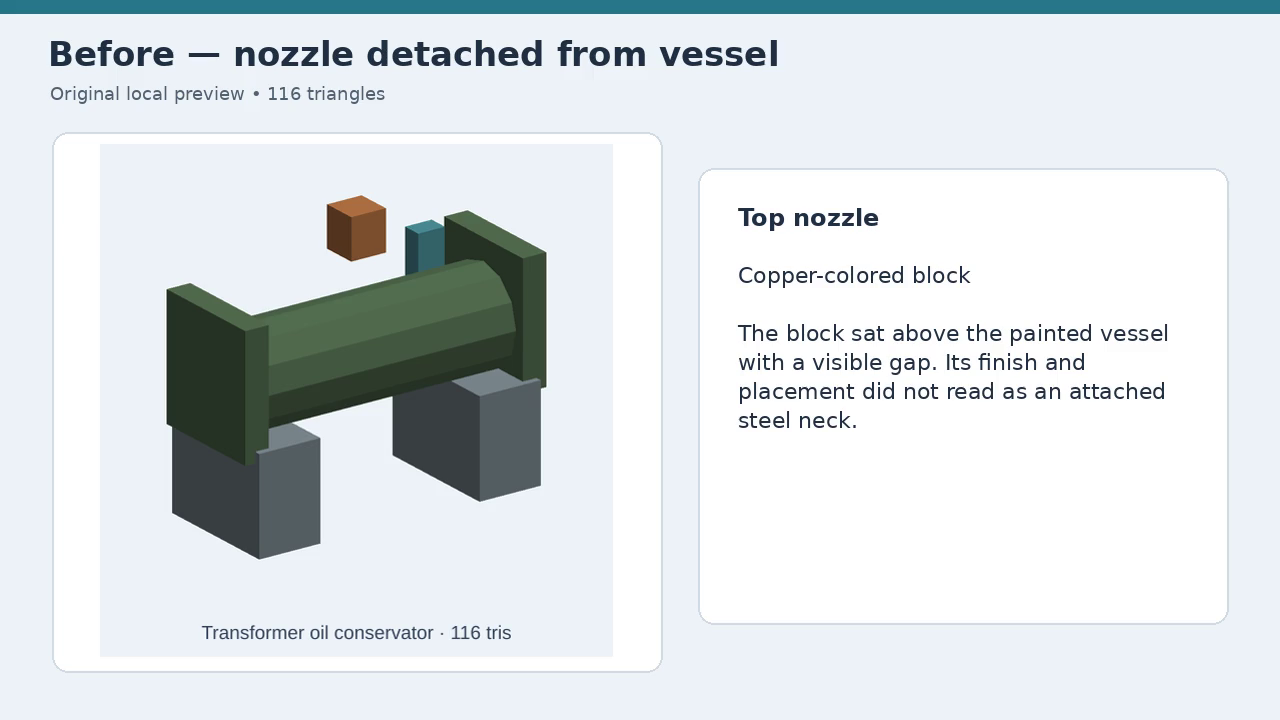 Before — nozzle detached from vessel
Original local preview • 116 triangles
Transformer oil conservator · 116 tris
Top nozzle
Copper-colored block
The block sat above the painted vessel
with a visible gap. Its finish and
placement did not read as an attached
steel neck.